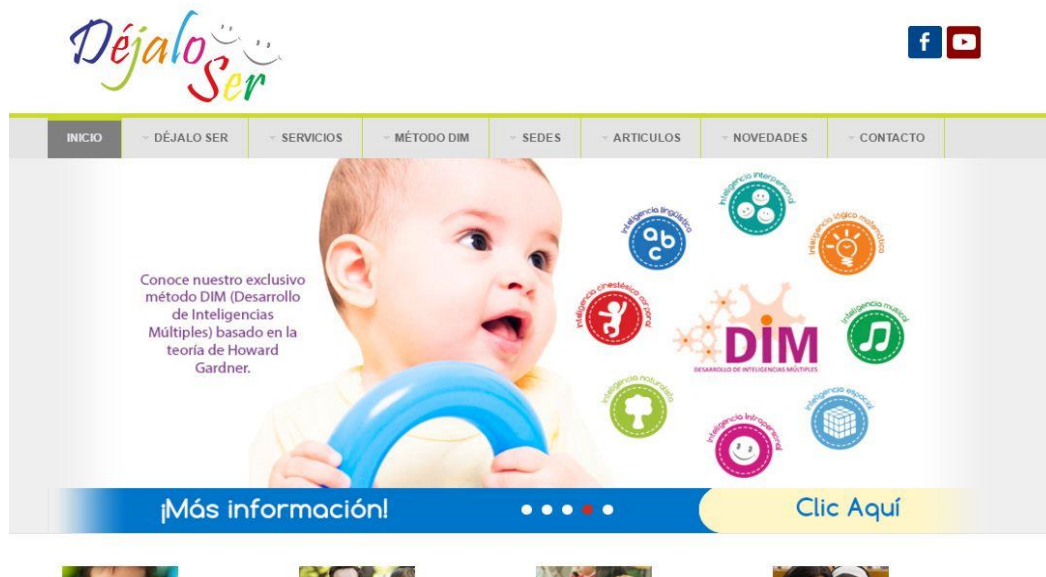 Déjalo
Ser
f
INICIO
DÉJALO SER
SERVICIOS
MÉTODO DIM
SEDES
ARTICULOS
NOVEDADES
CONTACTO
Conoce nuestro exclusivo
método DIM (Desarrollo
de Inteligencias
Múltiples) basado en la
teoría de Howard
Gardner.
Inteligencia interpersonal
Inteligencia lingüística
abc
Inteligencia lógico matemática
Inteligencia cinestésico corporal
Inteligencia musical
DIM
DESARROLLO DE INTELIGENCIAS MÚLTIPLES
Inteligencia naturalista
Inteligencia espacial
Inteligencia Intrapersonal
¡Más información!
Clic Aquí